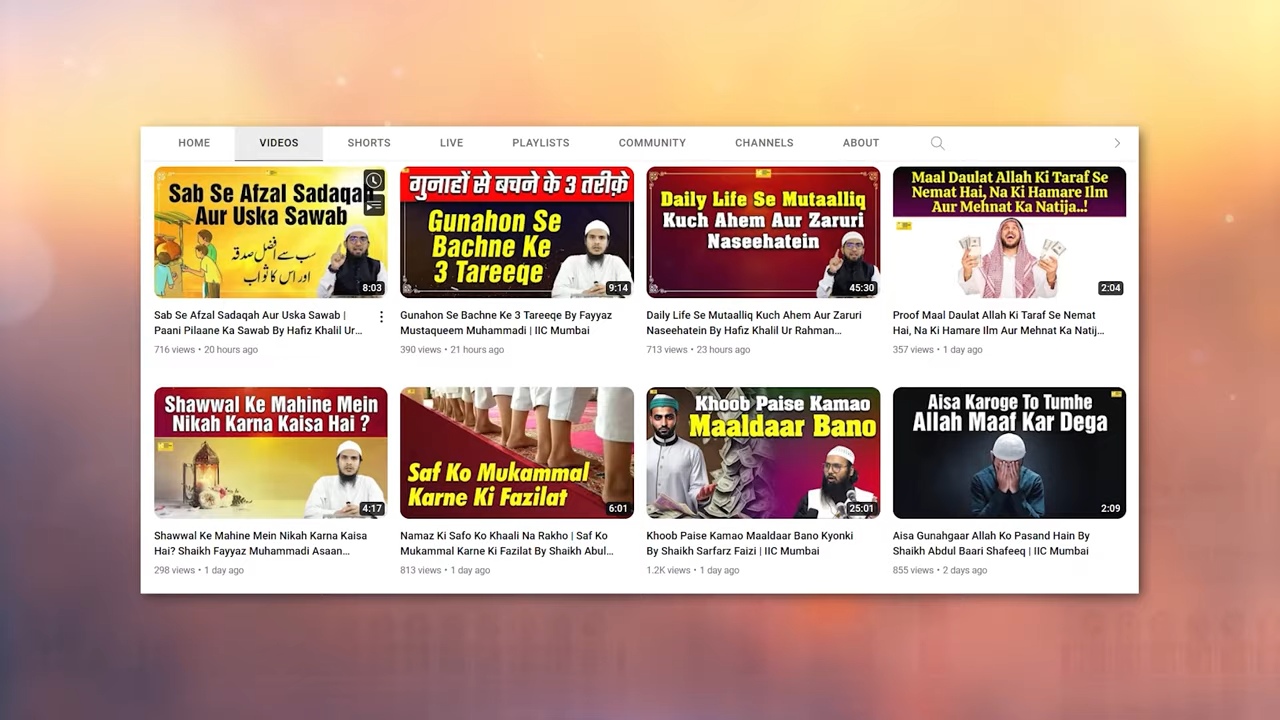 HOME VIDEOS SHORTS LIVE PLAYLISTS COMMUNITY CHANNELS ABOUT
Sab Se Afzal Sadaqah
Aur Uska Sawab
سب سے افضل صدقہ
اور اس کا ثواب
8:03
Sab Se Afzal Sadaqah Aur Uska Sawab |
Paani Pilaane Ka Sawab By Hafiz Khalil Ur...
716 views • 20 hours ago
गुनाहों से बचने के 3 तरीक़े
Gunahon Se
Bachne Ke
3 Tareeqe
9:14
Gunahon Se Bachne Ke 3 Tareeqe By Fayyaz
Mustaqueem Muhammadi | IIC Mumbai
390 views • 21 hours ago
Daily Life Se Mutaalliq
Kuch Ahem Aur Zaruri
Naseehatein
45:30
Daily Life Se Mutaalliq Kuch Ahem Aur Zaruri
Naseehatein By Hafiz Khalil Ur Rahman...
713 views • 23 hours ago
Maal Daulat Allah Ki Taraf Se
Nemat Hai, Na Ki Hamare Ilm
Aur Mehnat Ka Natija..!
2:04
Proof Maal Daulat Allah Ki Taraf Se Nemat
Hai, Na Ki Hamare Ilm Aur Mehnat Ka Natij...
357 views • 1 day ago
Shawwal Ke Mahine Mein
Nikah Karna Kaisa Hai ?
4:17
Shawwal Ke Mahine Mein Nikah Karna Kaisa
Hai? Shaikh Fayyaz Muhammadi Asaan...
298 views • 1 day ago
Saf Ko Mukammal
Karne Ki Fazilat
6:01
Namaz Ki Safo Ko Khaali Na Rakho | Saf Ko
Mukammal Karne Ki Fazilat By Shaikh Abul...
813 views • 1 day ago
Khoob Paise Kamao
Maaldaar Bano
25:01
Khoob Paise Kamao Maaldaar Bano Kyonki
By Shaikh Sarfarz Faizi | IIC Mumbai
1.2K views • 1 day ago
Aisa Karoge To Tumhe
Allah Maaf Kar Dega
2:09
Aisa Gunahgaar Allah Ko Pasand Hain By
Shaikh Abdul Baari Shafeeq | IIC Mumbai
855 views • 2 days ago